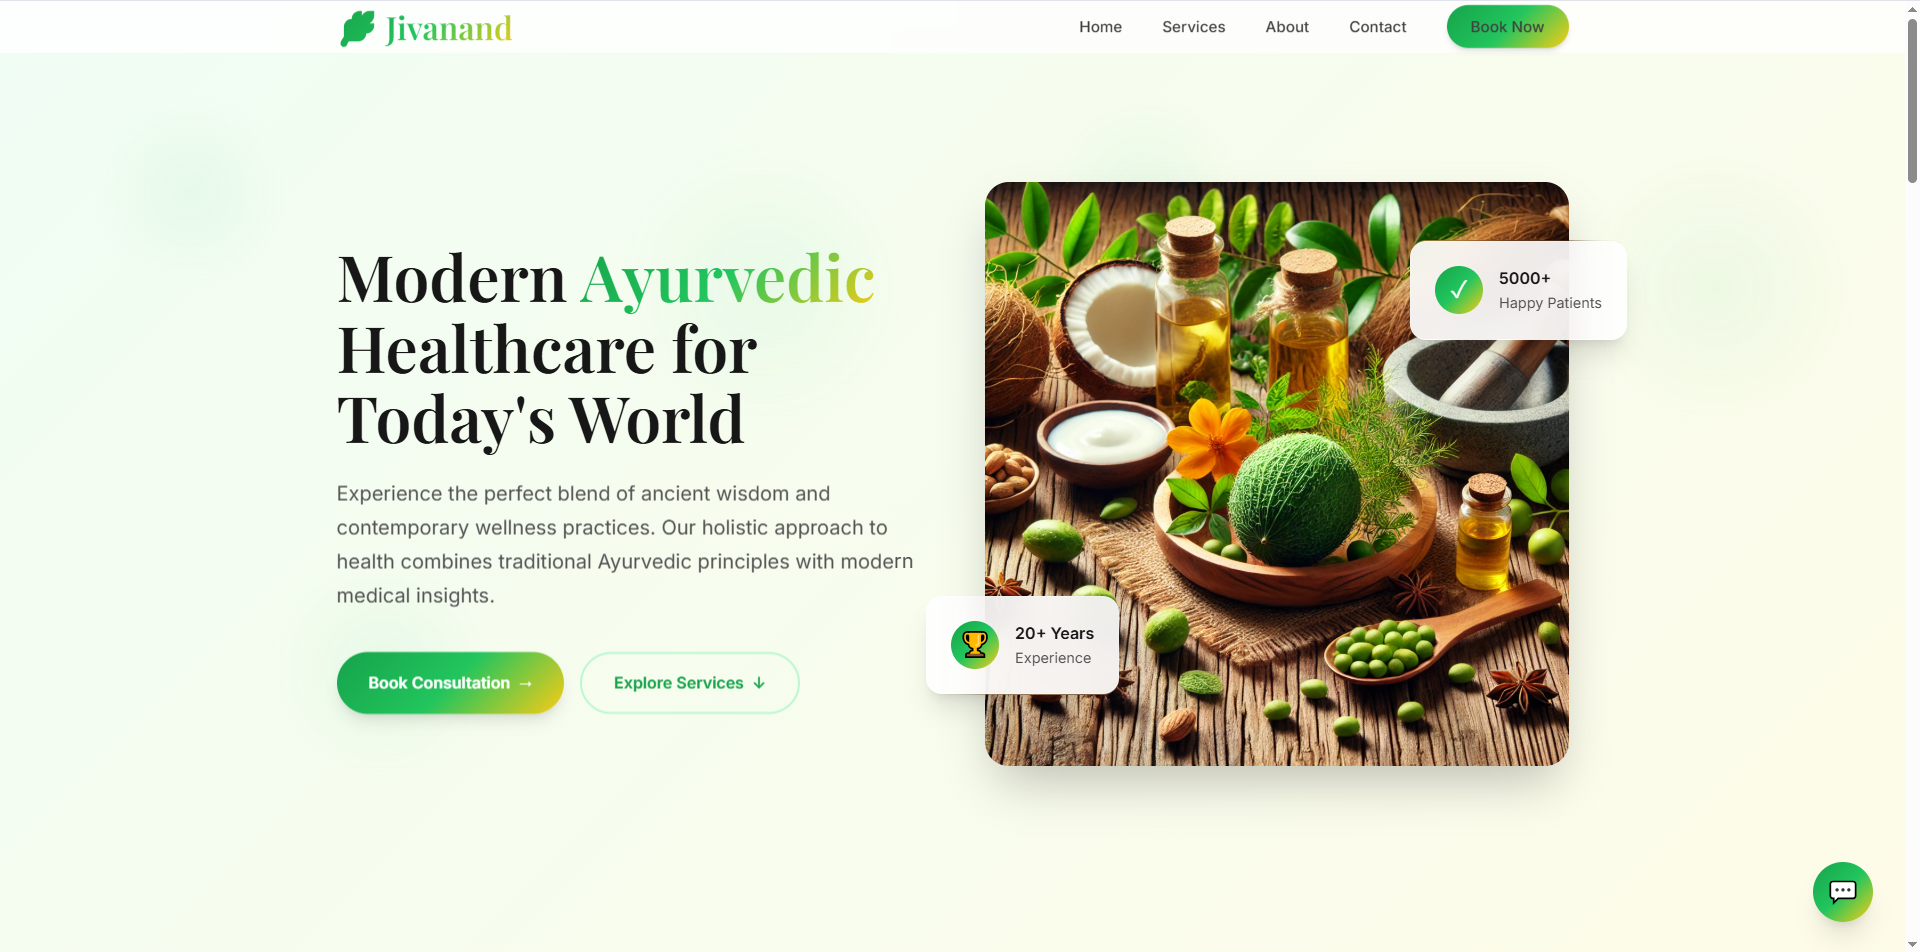 Jivanand
Home
Services
About
Contact
Book Now
Modern Ayurvedic
Healthcare for
Today's World
Experience the perfect blend of ancient wisdom and
contemporary wellness practices. Our holistic approach to
health combines traditional Ayurvedic principles with modern
medical insights.
Book Consultation →
Explore Services ↓
5000+
Happy Patients
20+ Years
Experience